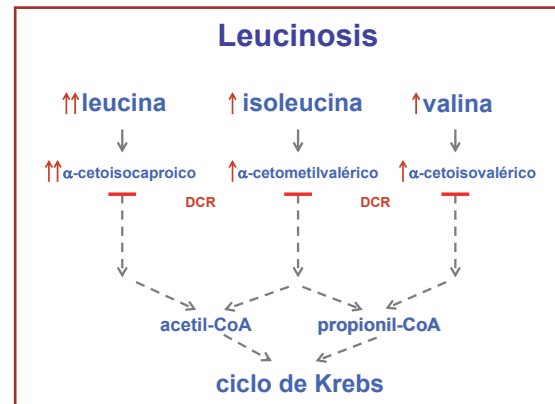 Leucinosis
↑↑leucina ↑ isoleucina ↑valina
↑↑α-cetoisocaproico ↑α-cetometilvalérico ↑α-cetoisovalérico
DCR DCR
acetil-CoA propionil-CoA
ciclo de Krebs